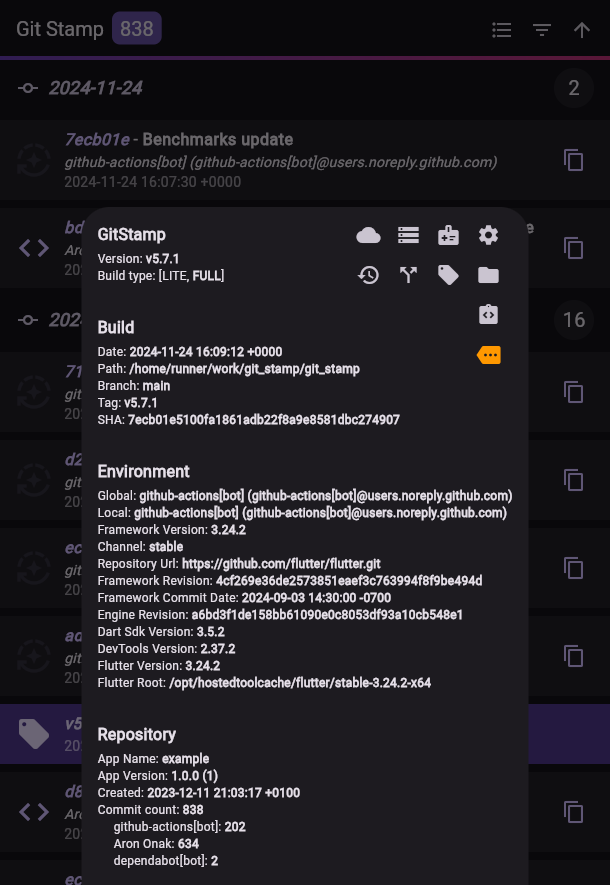 Git Stamp 838
2024-11-24 2
7ecb01e - Benchmarks update
github-actions[bot] (github-actions[bot]@users.noreply.github.com)
2024-11-24 16:07:30 +0000
bd
e
Aro
20
GitStamp
Version: v5.7.1
Build type: [LITE, FULL]
202
16
Build
Date: 2024-11-24 16:09:12 +0000
Path: /home/runner/work/git_stamp/git_stamp
Branch: main
Tag: v5.7.1
SHA: 7ecb01e5100fa1861adb22f8a9e8581dbc274907
71
git
20
d2
git
20
Environment
Global: github-actions[bot] (github-actions[bot]@users.noreply.github.com)
Local: github-actions[bot] (github-actions[bot]@users.noreply.github.com)
Framework Version: 3.24.2
Channel: stable
Repository Url: https://github.com/flutter/flutter.git
Framework Revision: 4cf269e36de2573851eaef3c763994f8f9be494d
Framework Commit Date: 2024-09-03 14:30:00 -0700
Engine Revision: a6bd3f1de158bb61090e0c8053df93a10cb548e1
Dart Sdk Version: 3.5.2
DevTools Version: 2.37.2
Flutter Version: 3.24.2
Flutter Root: /opt/hostedtoolcache/flutter/stable-3.24.2-x64
ec
git
20
ad
git
20
v5
20
Repository
App Name: example
App Version: 1.0.0 (1)
Created: 2023-12-11 21:03:17 +0100
Commit count: 838
github-actions[bot]: 202
Aron Onak: 634
dependabot[bot]: 2
d8
Aro
20
ec